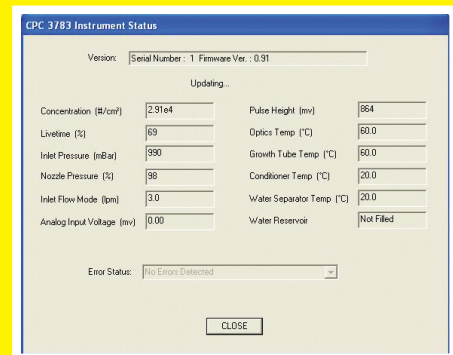 CPC 3783 Instrument Status
Version: Serial Number : 1 Firmware Ver. : 0.91
Updating...
Concentration (#/cm³) 2.91e4
Livetime (%) 69
Inlet Pressure (mBar) 990
Nozzle Pressure (%) 98
Inlet Flow Mode (lpm) 3.0
Analog Input Voltage (mv) 0.00
Pulse Height (mv) 864
Optics Temp (°C) 60.0
Growth Tube Temp (°C) 60.0
Conditioner Temp (°C) 20.0
Water Separator Temp (°C) 20.0
Water Reservoir Not Filled
Error Status: No Errors Detected
CLOSE